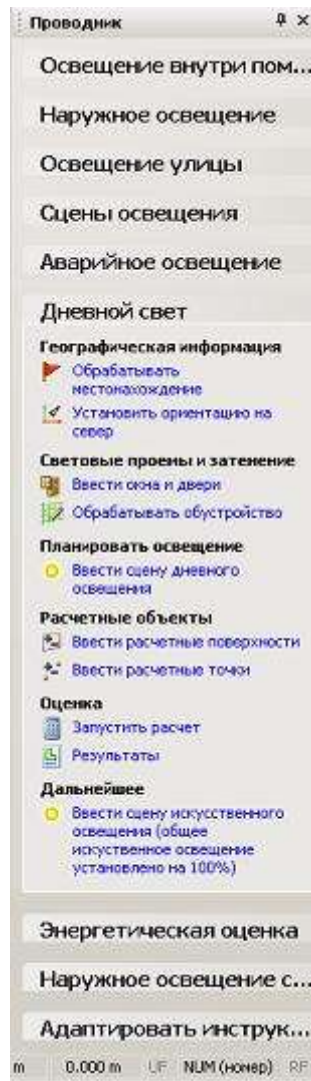 Проводник
Освещение внутри пом...
Наружное освещение
Освещение улицы
Сцены освещения
Аварийное освещение
Дневной свет
Географическая информация
Обрабатывать
местонахождение
Установить ориентацию на
север
Световые проемы и затенение
Ввести окна и двери
Обрабатывать обустройство
Планировать освещение
Ввести сцену дневного
освещения
Расчетные объекты
Ввести расчетные поверхности
Ввести расчетные точки
Оценка
Запустить расчет
Результаты
Дальнейшее
Ввести сцену искусственного
освещения (общее
искуственное освещение
установлено на 100%)
Энергетическая оценка
Наружное освещение с...
Адаптировать инструк...
m 0.000 m UF NUM (номер) RF